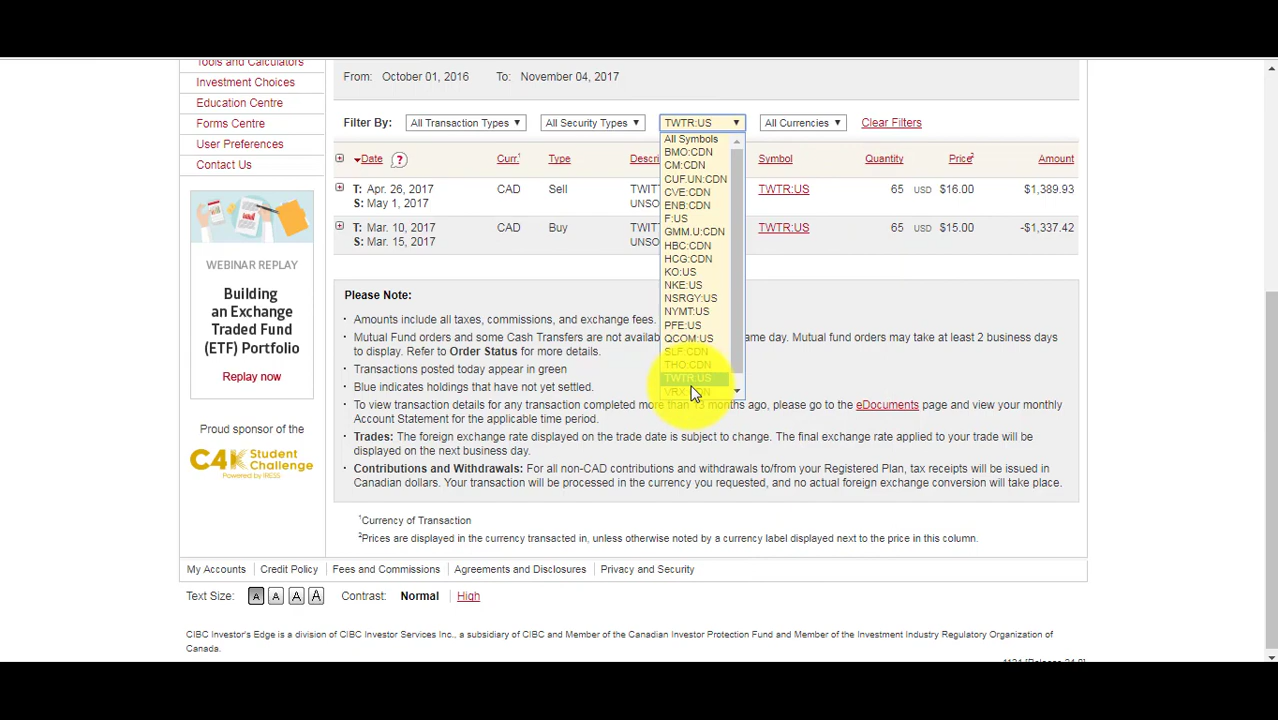 Tools and Calculators
Investment Choices
Education Centre
Forms Centre
User Preferences
Contact Us
WEBINAR REPLAY
Building
an Exchange
Traded Fund
(ETF) Portfolio
Replay now
Proud sponsor of the
C4K Student
Challenge
Powered by IRESS
From: October 01, 2016 To: November 04, 2017
Filter By: All Transaction Types All Security Types TWTR:US All Currencies Clear Filters
All Symbols
BMO:CDN
CM:CDN
CUF.UN:CDN
CVE:CDN
ENB:CDN
F:US
GMM.U:CDN
HBC:CDN
HCG:CDN
KO:US
NKE:US
NSRGY:US
NYMT:US
PFE:US
QCOM:US
SLF:CDN
THO:CDN
TWTR:US
Date ? Curr.1 Type Symbol Quantity Price2 Amount
T: Apr. 26, 2017 CAD Sell TWTR:US 65 USD $16.00 $1,389.93
S: May 1, 2017
T: Mar. 10, 2017 CAD Buy TWTR:US 65 USD $15.00 -$1,337.42
S: Mar. 15, 2017
Please Note:
· Amounts include all taxes, commissions, and exchange fees.
· Mutual Fund orders and some Cash Transfers are not same day. Mutual fund orders may take at least 2 business days
to display. Refer to Order Status for more details.
· Transactions posted today appear in green
· Blue indicates holdings that have not yet settled.
· To view transaction details for any transaction completed more than 13 months ago, please go to the eDocuments page and view your monthly
Account Statement for the applicable time period.
· Trades: The foreign exchange rate displayed on the trade date is subject to change. The final exchange rate applied to your trade will be
displayed on the next business day.
· Contributions and Withdrawals: For all non-CAD contributions and withdrawals to/from your Registered Plan, tax receipts will be issued in
Canadian dollars. Your transaction will be processed in the currency you requested, and no actual foreign exchange conversion will take place.
1Currency of Transaction
2Prices are displayed in the currency transacted in, unless otherwise noted by a currency label displayed next to the price in this column.
My Accounts Credit Policy Fees and Commissions Agreements and Disclosures Privacy and Security
Text Size: A A A A Contrast: Normal High
CIBC Investor's Edge is a division of CIBC Investor Services Inc., a subsidiary of CIBC and Member of the Canadian Investor Protection Fund and Member of the Investment Industry Regulatory Organization of
Canada.